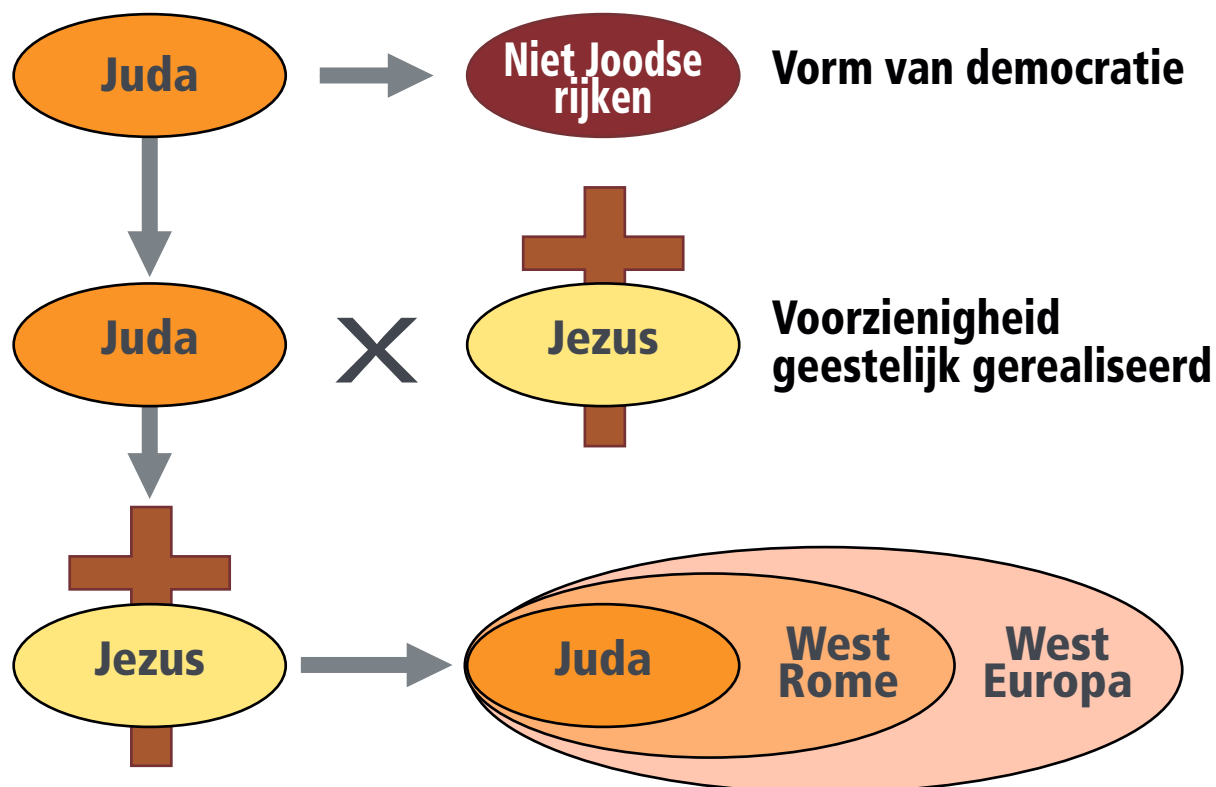 Juda
Niet Joodse
rijken
Vorm van democratie
Juda
Jezus
Voorzienigheid
geestelijk gerealiseerd
Jezus
Juda
West
Rome
West
Europa